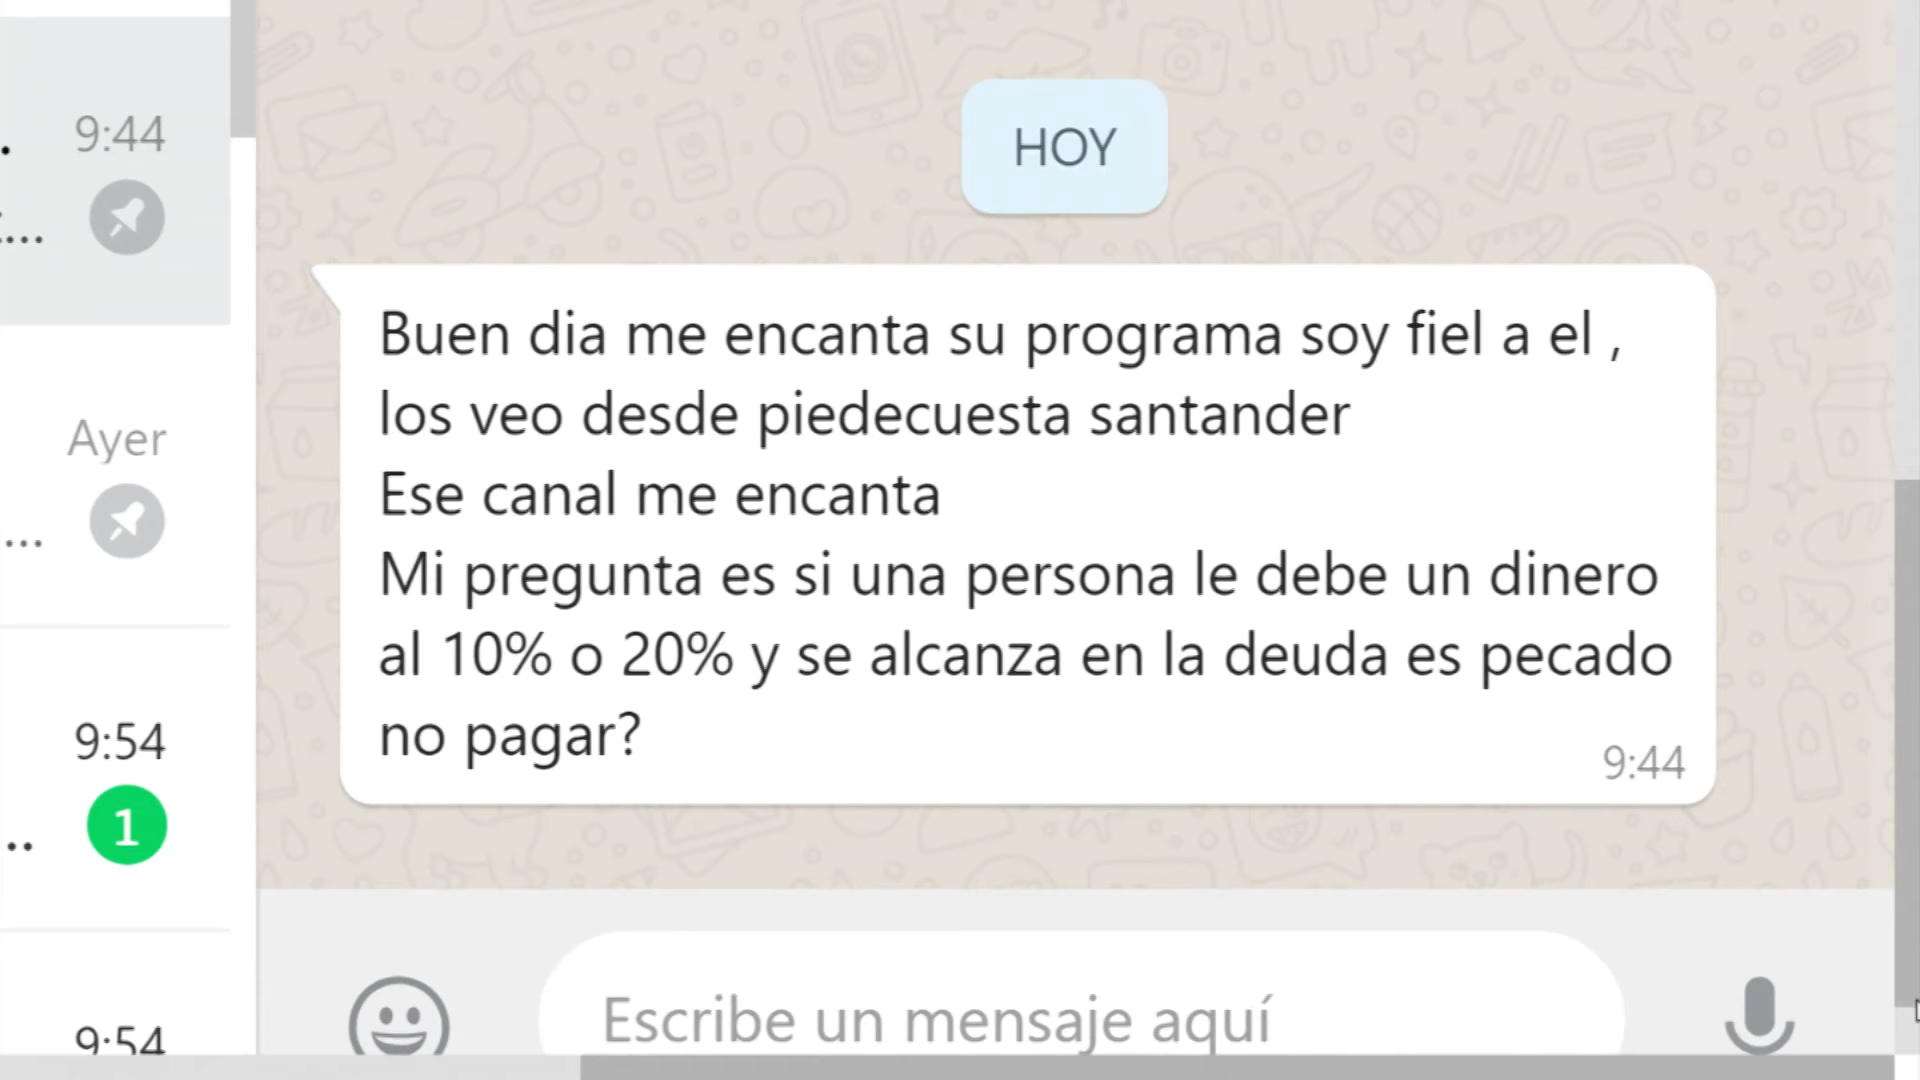 9:44
...
Ayer
...
9:54
1
..
9:54
HOY
Buen dia me encanta su programa soy fiel a el ,
los veo desde piedecuesta santander
Ese canal me encanta
Mi pregunta es si una persona le debe un dinero
al 10% o 20% y se alcanza en la deuda es pecado
no pagar?
9:44
Escribe un mensaje aquí